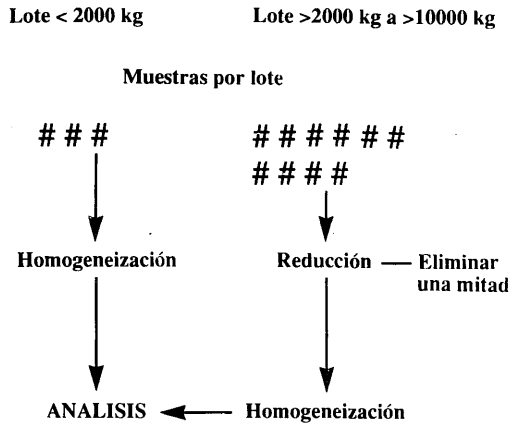 Lote < 2000 kg Lote >2000 kg a >10000 kg
Muestras por lote
# # # # # # # # #
# # # #
Homogeneización Reducción — Eliminar
una mitad
ANALISIS Homogeneización